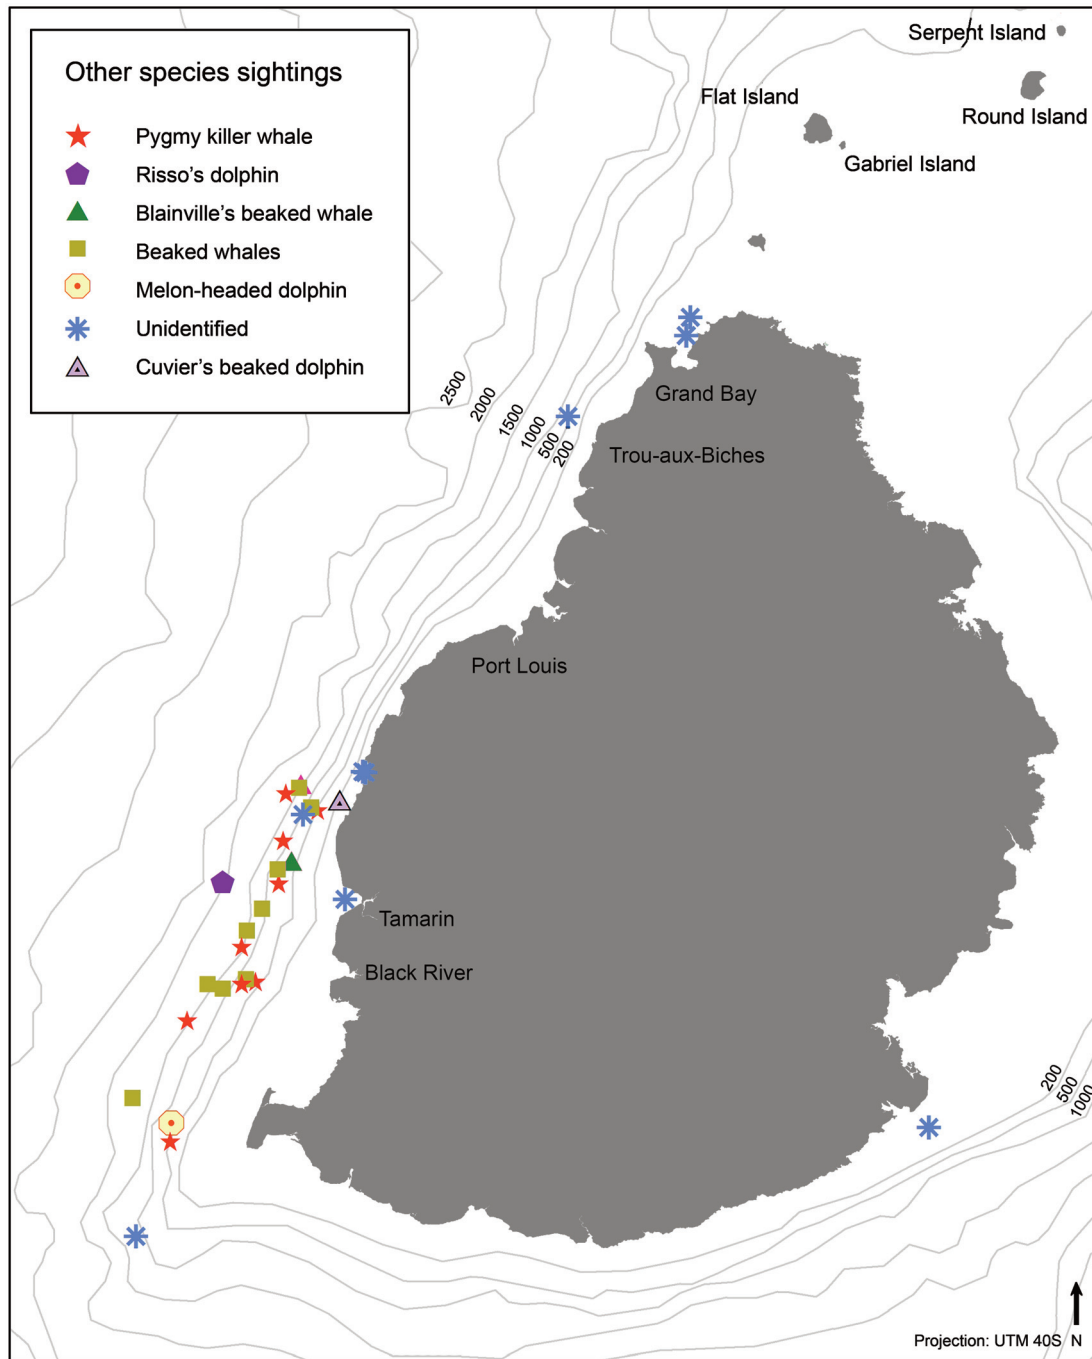 Serpent Island
Other species sightings
Flat Island
Round Island
Pygmy killer whale
Gabriel Island
Risso's dolphin
Blainville's beaked whale
Beaked whales
Melon-headed dolphin
Unidentified
Cuvier's beaked dolphin
2500
2000
1500
1000
500
200
Grand Bay
Trou-aux-Biches
Port Louis
Tamarin
Black River
200
500
1000
Projection: UTM 40S N